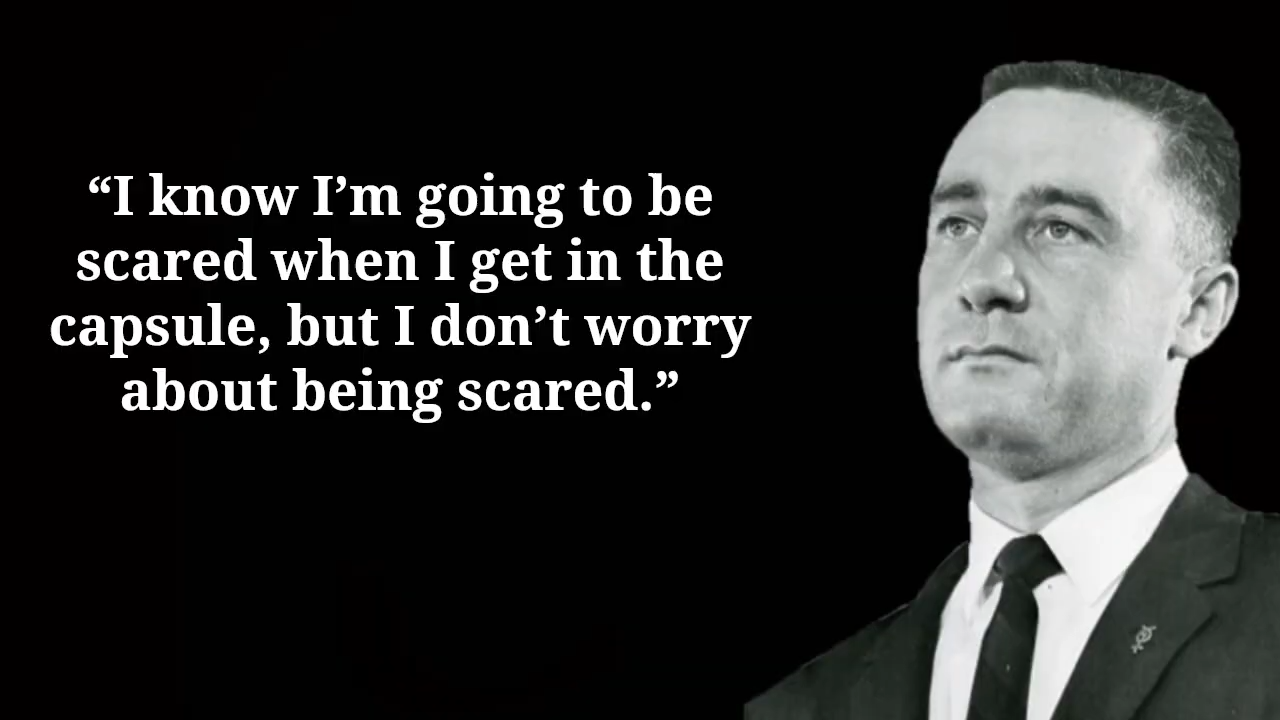 “I know I’m going to be
scared when I get in the
capsule, but I don’t worry
about being scared.”